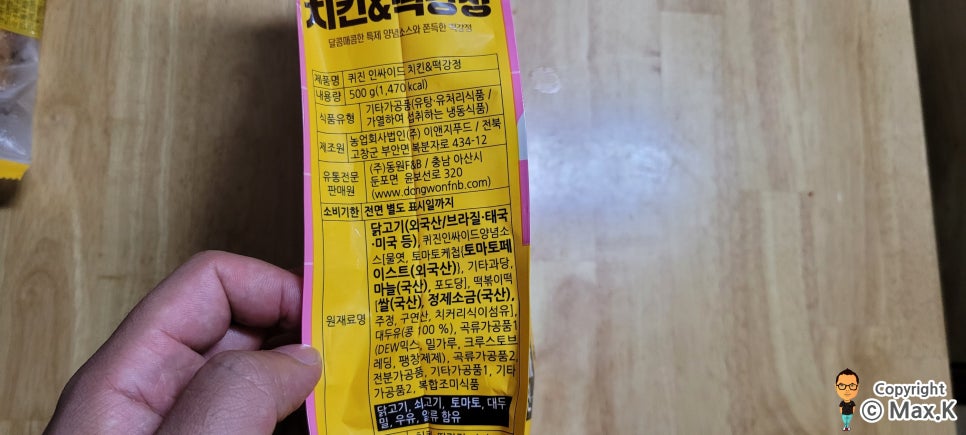 치킨&떡강정
달콤매콤한 특제 양념소스와 쫀득한 떡강정
제품명 퀴진 인싸이드 치킨&떡강정
내용량 500 g(1,470 kcal)
식품유형 기타가공품(유탕·유처리식품 /
가열하여 섭취하는 냉동식품)
제조원 농업회사법인(주) 이앤지푸드 / 전북
고창군 부안면 복분자로 434-12
유통전문
판매원
(주)동원F&B / 충남 아산시
둔포면 윤보선로 320
(www.dongwonfnb.com)
소비기한 전면 별도 표시일까지
원재료명
닭고기(외국산/브라질·태국
·미국 등), 퀴진인싸이드양념소
스[물엿, 토마토케첩{토마토페
이스트(외국산)}, 기타과당,
마늘(국산), 포도당], 떡볶이떡
[쌀(국산), 정제소금(국산),
주정, 구연산, 치커리식이섬유],
대두유(콩 100 %), 곡류가공품1
(DEW믹스, 밀가루, 크루스토브
레딩, 팽창제제), 곡류가공품2,
전분가공품, 기타가공품1, 기타
가공품2, 복합조미식품
닭고기, 쇠고기, 토마토, 대두
밀, 우유, 알류 함유
Copyright
© Max.K